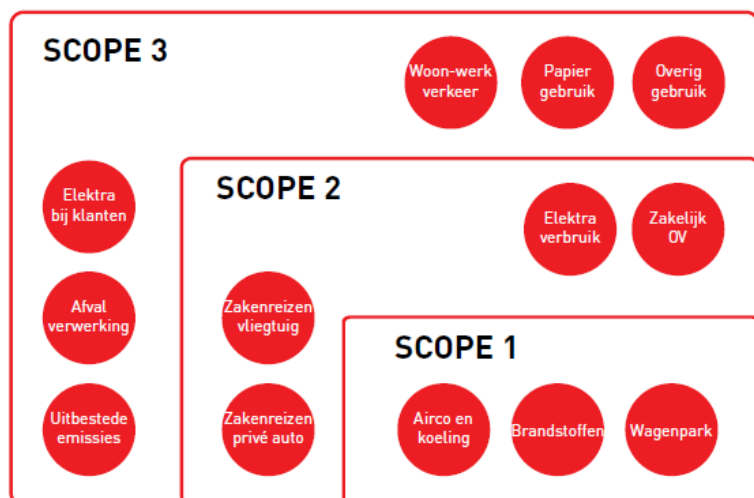 SCOPE 3
Woon-werk
verkeer
Papier
gebruik
Overig
gebruik
Elektra
bij klanten
Afval
verwerking
Uitbestede
emissies
SCOPE 2
Elektra
verbruik
Zakelijk
OV
Zakenreizen
vliegtuig
Zakenreizen
privé auto
SCOPE 1
Airco en
koeling
Brandstoffen
Wagenpark